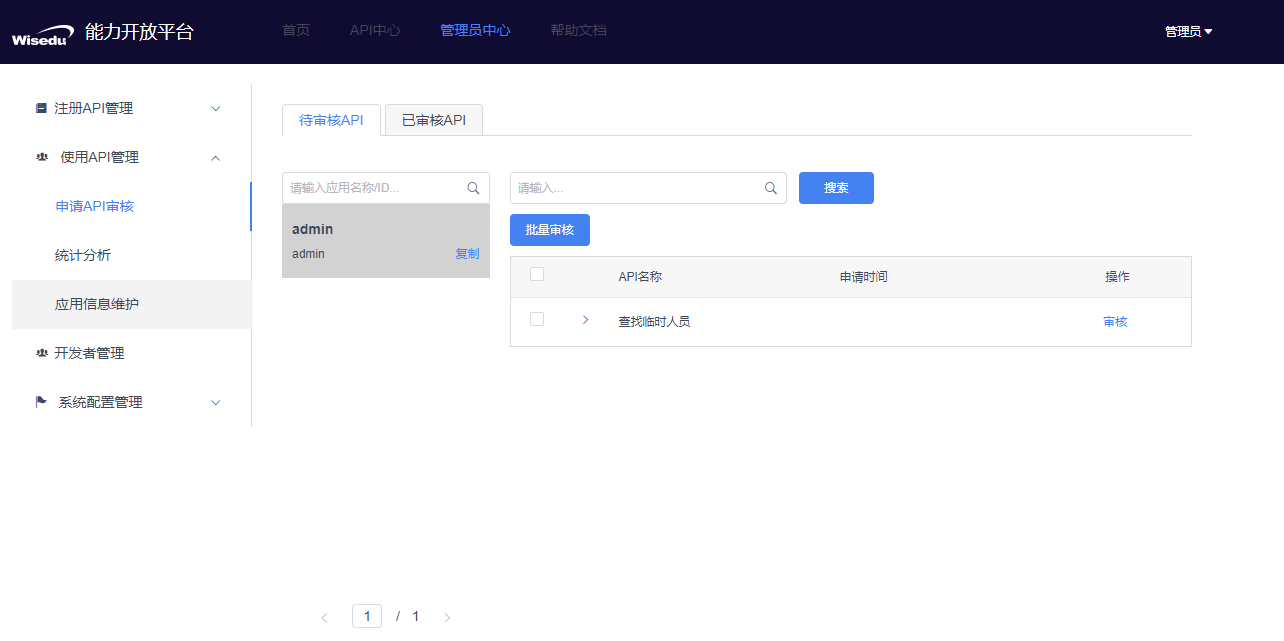 Wisedu 能力开放平台 首页 API中心 管理员中心 帮助文档 管理员
注册API管理
使用API管理
申请API审核
统计分析
应用信息维护
开发者管理
系统配置管理
待审核API 已审核API
请输入应用名称/ID... 请输入... 搜索
admin
admin 复制
批量审核
API名称 申请时间 操作
查找临时人员 审核
1 / 1